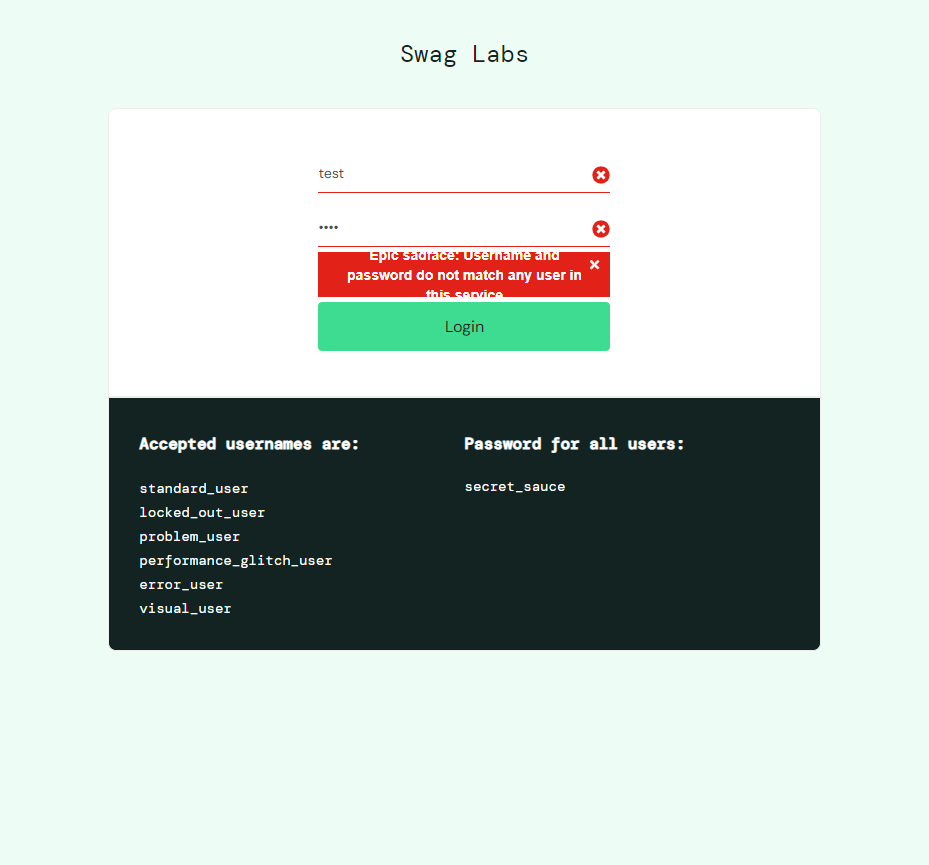 Swag Labs
test
••••
Epic sadface: Username and
password do not match any user in
this service
Login
Accepted usernames are:
Password for all users:
standard_user
locked_out_user
problem_user
performance_glitch_user
error_user
visual_user
secret_sauce